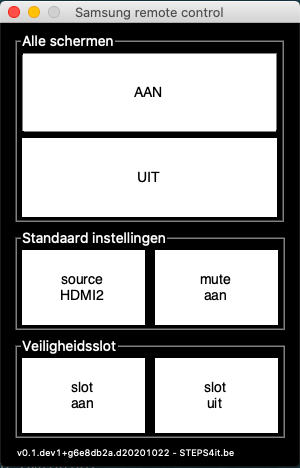 Samsung remote control
Alle schermen
AAN
UIT
Standaard instellingen
source
HDMI2
mute
aan
Veiligheidsslot
slot
aan
slot
uit
v0.1.dev1+g6e8db2a.d20201022 - STEPS4it.be